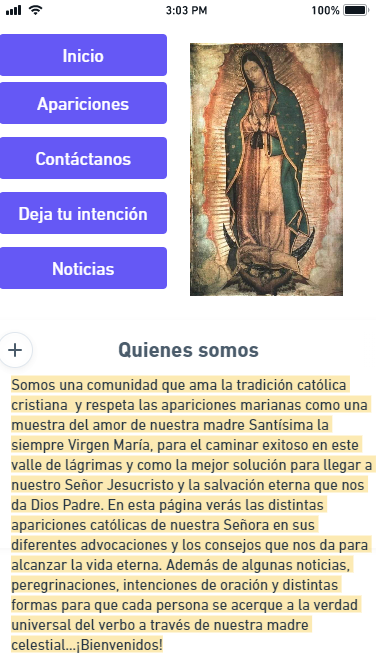 3:03 PM
100%
Inicio
Apariciones
Contáctanos
Deja tu intención
Noticias
Quienes somos
Somos una comunidad que ama la tradición católica
cristiana y respeta las apariciones marianas como una
muestra del amor de nuestra madre Santísima la
siempre Virgen María, para el caminar exitoso en este
valle de lágrimas y como la mejor solución para llegar a
nuestro Señor Jesucristo y la salvación eterna que nos
da Dios Padre. En esta página verás las distintas
apariciones católicas de nuestra Señora en sus
diferentes advocaciones y los consejos que nos da para
alcanzar la vida eterna. Además de algunas noticias,
peregrinaciones, intenciones de oración y distintas
formas para que cada persona se acerque a la verdad
universal del verbo a través de nuestra madre
celestial...¡Bienvenidos!